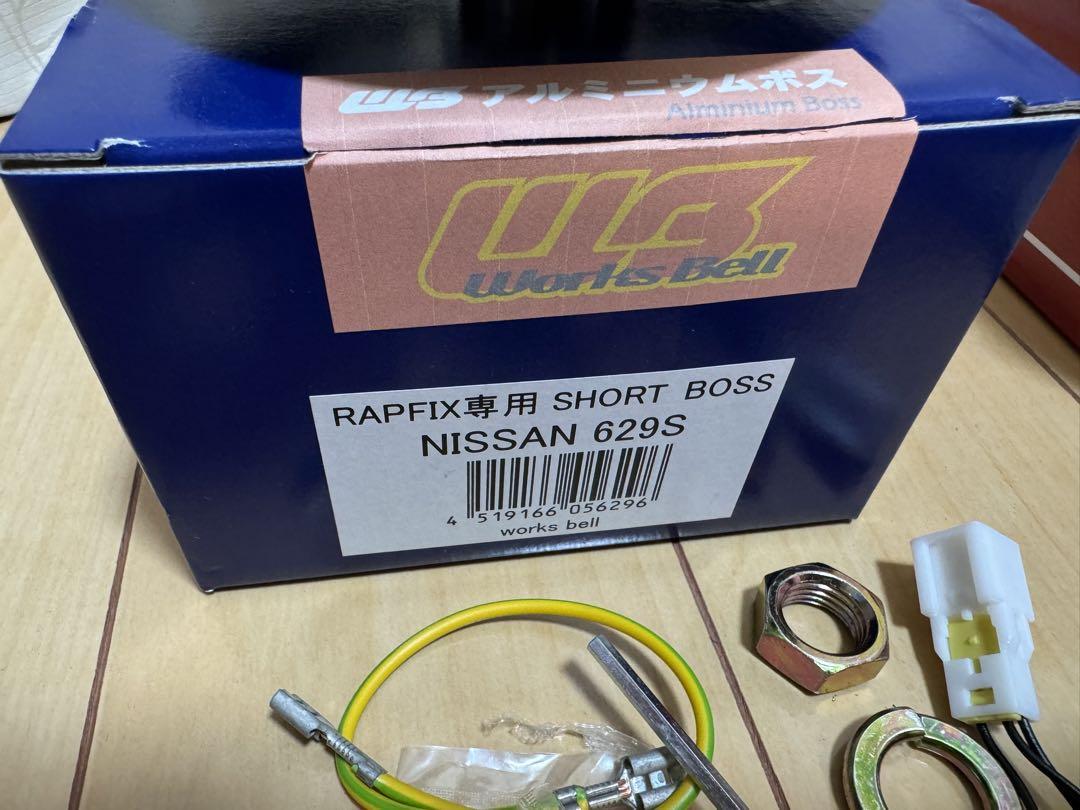 WB アルミニウムボス
Alminium Boss
WB
Works Bell
RAPFIX専用 SHORT BOSS
NISSAN 629S
4 519166 056296
works bell